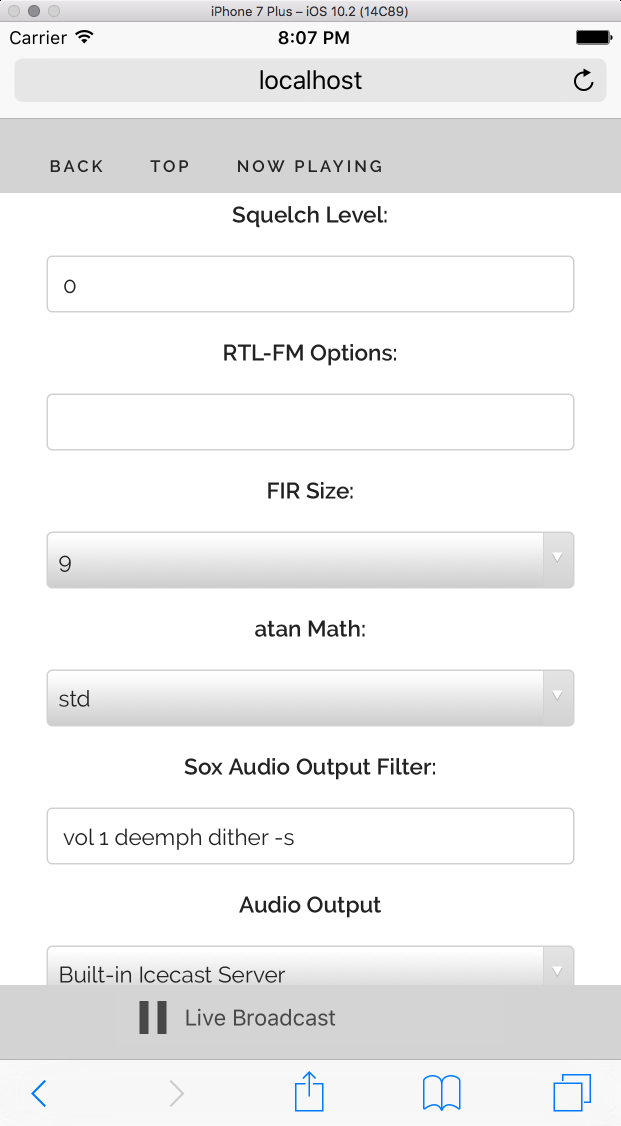 iPhone 7 Plus – iOS 10.2 (14C89)
Carrier 8:07 PM
localhost
BACK TOP NOW PLAYING
Squelch Level:
0
RTL-FM Options:
FIR Size:
9
atan Math:
std
Sox Audio Output Filter:
vol 1 deemph dither -s
Audio Output
Built-in Icecast Server
Live Broadcast